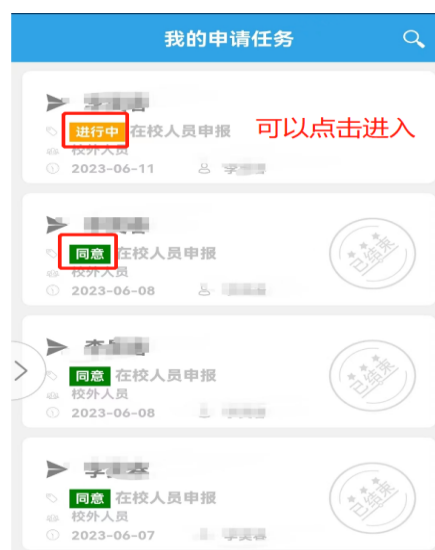 我的申请任务
进行中 在校人员申报 可以点击进入
校外人员
2023-06-11
同意 在校人员申报
校外人员
2023-06-08
已结束
同意 在校人员申报
校外人员
2023-06-08
已结束
同意 在校人员申报
校外人员
2023-06-07
已结束